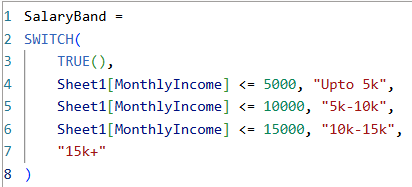 1 SalaryBand =
2 SWITCH(
3     TRUE(),
4     Sheet1[MonthlyIncome] <= 5000, "Upto 5k",
5     Sheet1[MonthlyIncome] <= 10000, "5k-10k",
6     Sheet1[MonthlyIncome] <= 15000, "10k-15k",
7     "15k+"
8 )